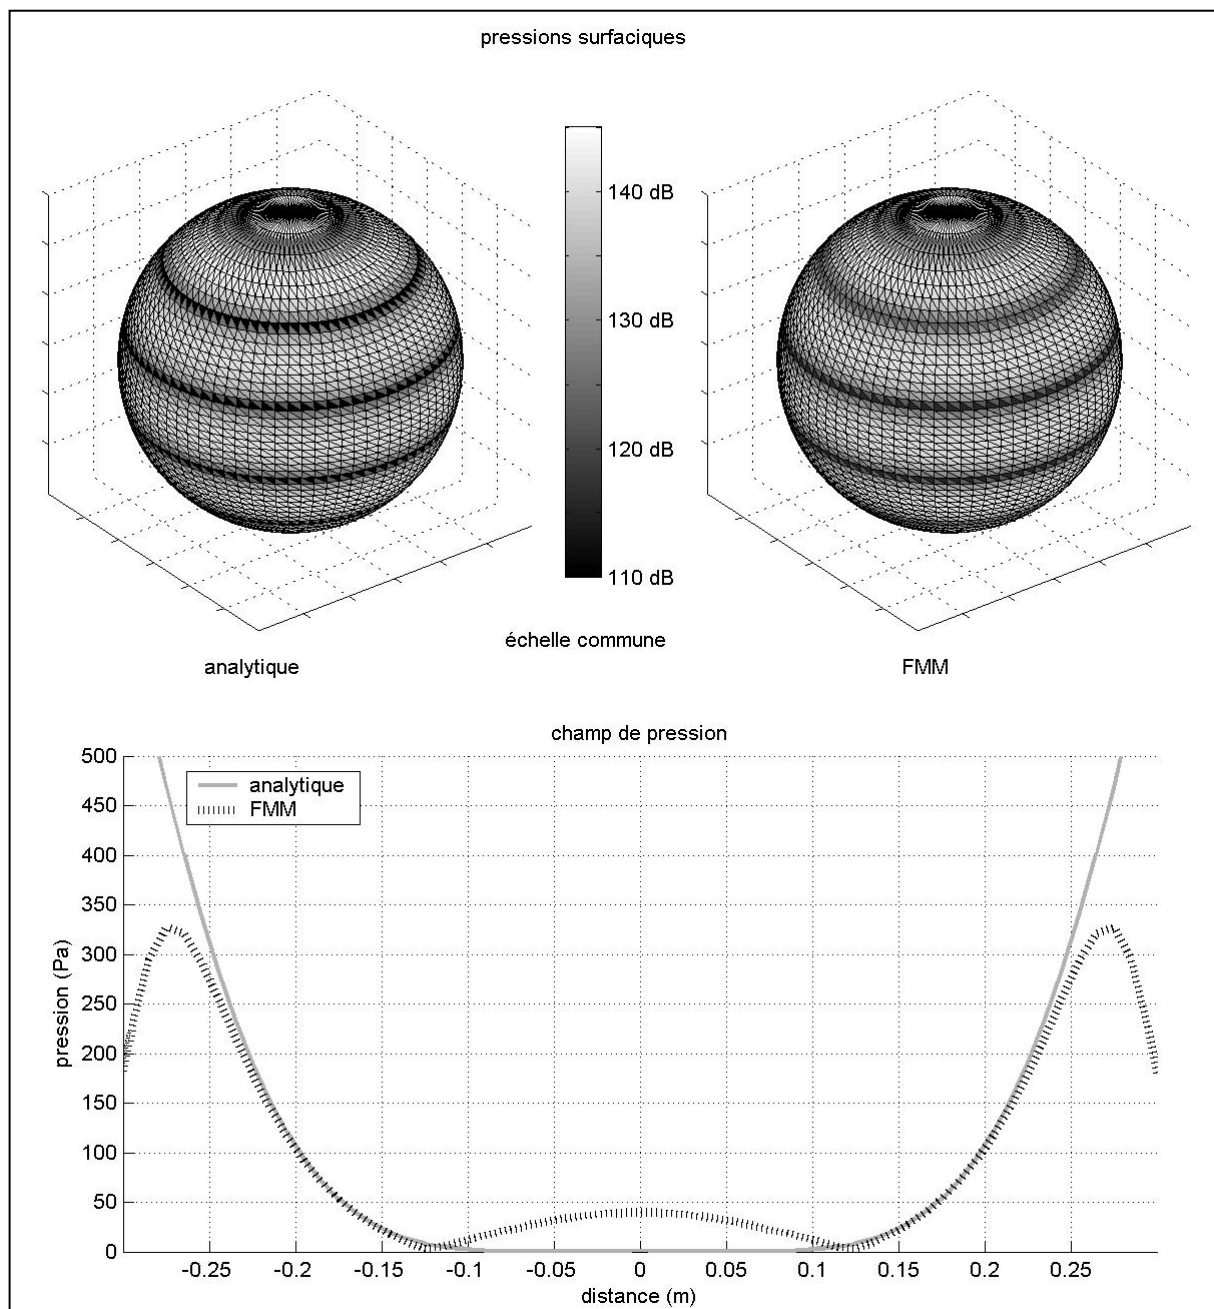 pressions surfaciques
140 dB
130 dB
120 dB
110 dB
échelle commune
analytique
FMM
champ de pression
analytique
FMM
500
450
400
350
300
250
200
150
100
50
0
pression (Pa)
-0.25 -0.2 -0.15 -0.1 -0.05 0 0.05 0.1 0.15 0.2 0.25
distance (m)